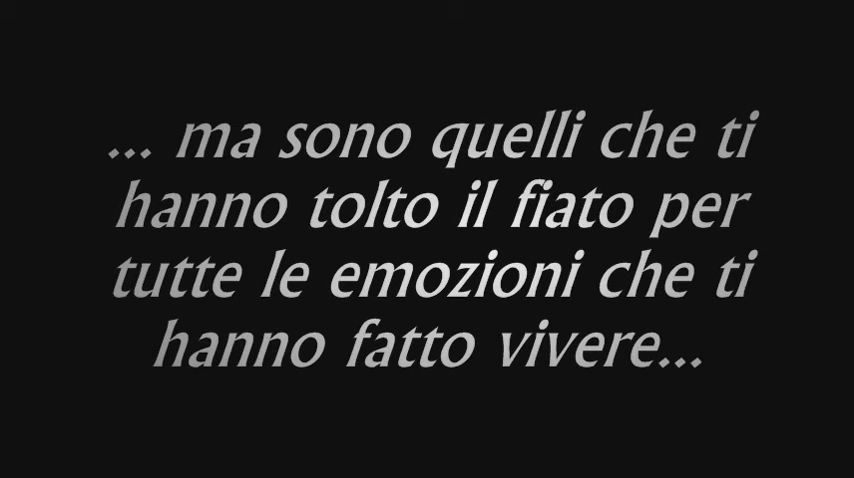 ... ma sono quelli che ti
hanno tolto il fiato per
tutte le emozioni che ti
hanno fatto vivere...